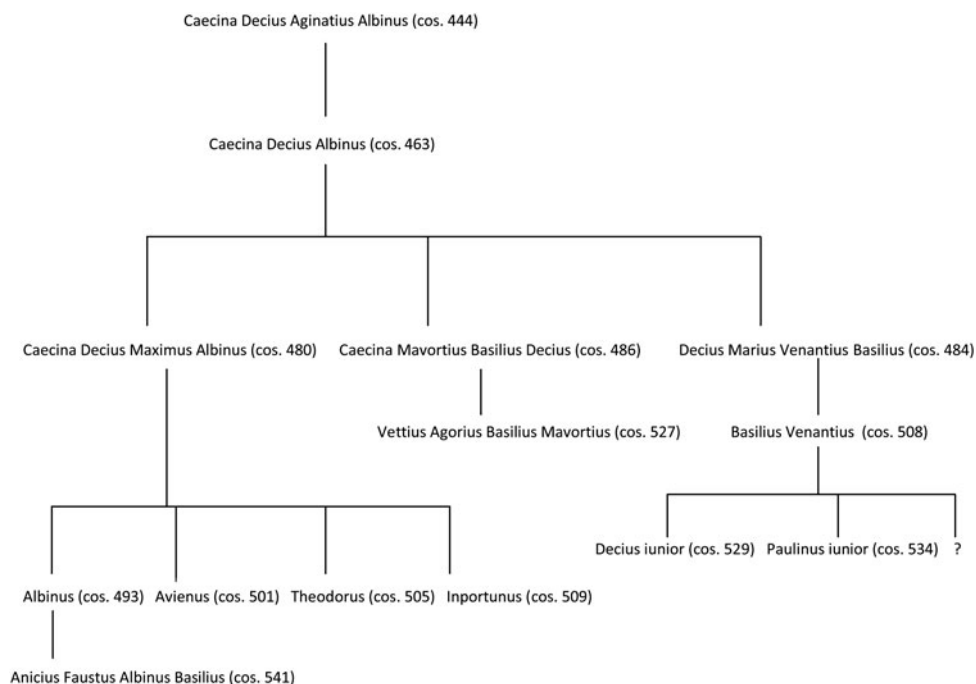 Caecina Decius Aginatius Albinus (cos. 444)
Caecina Decius Albinus (cos. 463)
Caecina Decius Maximus Albinus (cos. 480)
Caecina Mavortius Basilius Decius (cos. 486)
Decius Marius Venantius Basilius (cos. 484)
Vettius Agorius Basilius Mavortius (cos. 527)
Basilius Venantius (cos. 508)
Decius iunior (cos. 529)
Paulinus iunior (cos. 534)
?
Albinus (cos. 493)
Avienus (cos. 501)
Theodorus (cos. 505)
Inportunus (cos. 509)
Anicius Faustus Albinus Basilius (cos. 541)